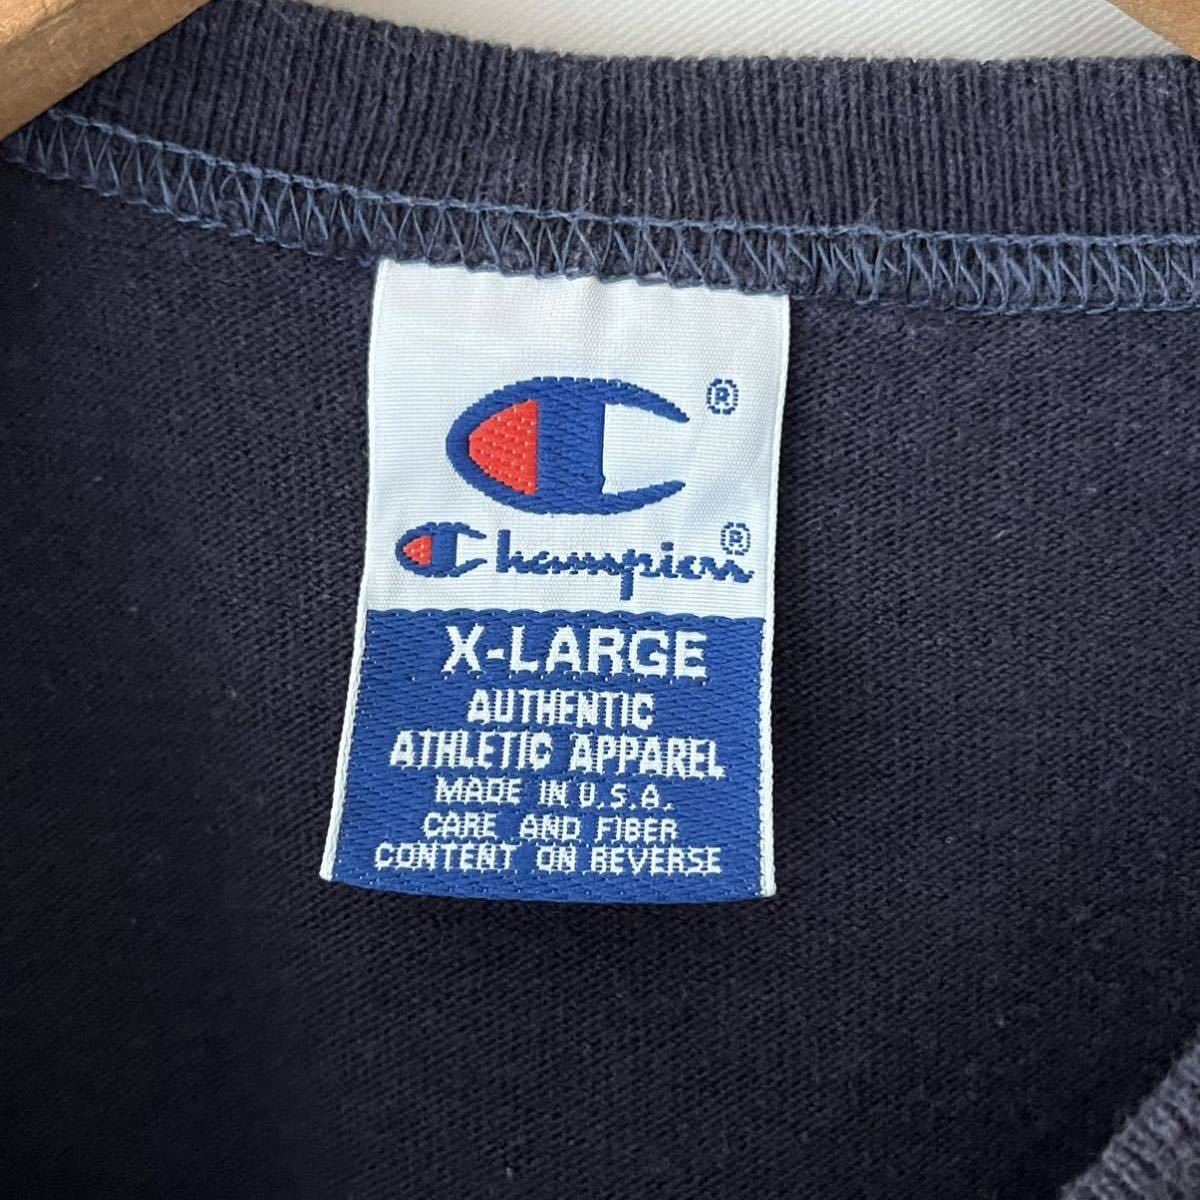 ®
Champion®
X-LARGE
AUTHENTIC
ATHLETIC APPAREL
MADE IN U.S.A.
CARE AND FIBER
CONTENT ON REVERSE